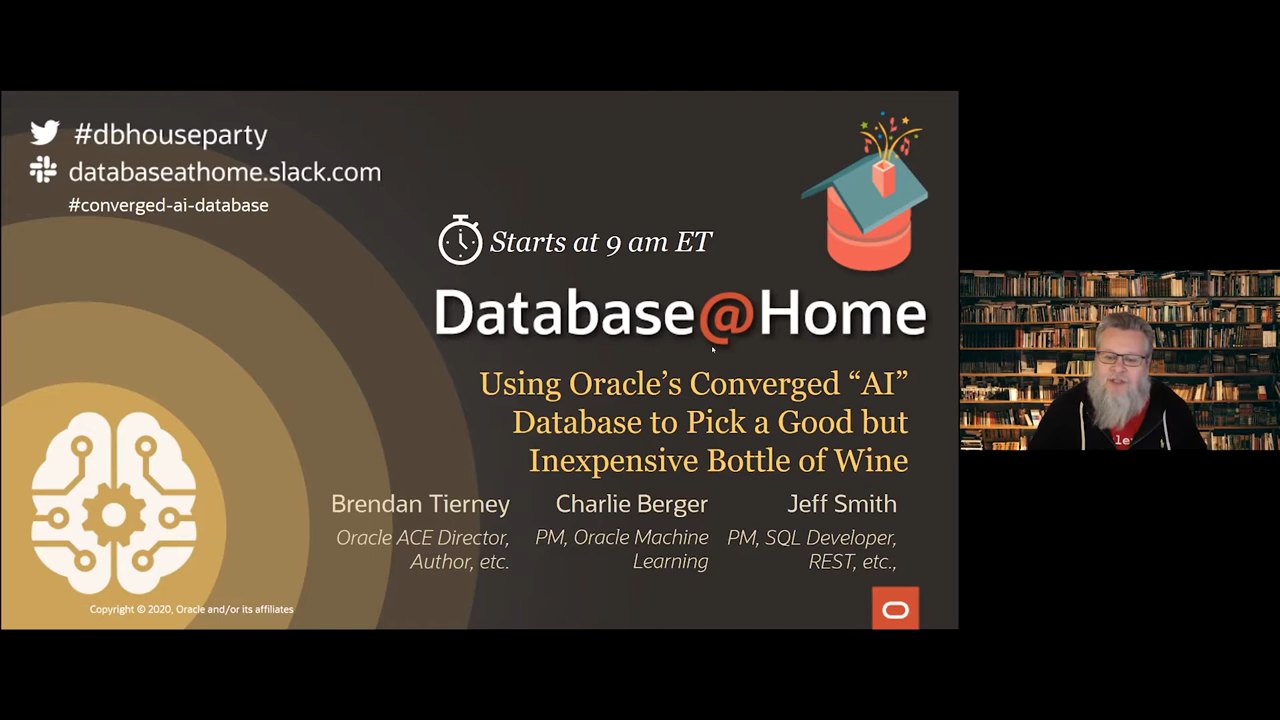 #dbhouseparty
databaseathome.slack.com
#converged-ai-database
Starts at 9 am ET
Database@Home
Using Oracle’s Converged “AI”
Database to Pick a Good but
Inexpensive Bottle of Wine
Brendan Tierney
Oracle ACE Director,
Author, etc.
Charlie Berger
PM, Oracle Machine
Learning
Jeff Smith
PM, SQL Developer,
REST, etc.,
Copyright © 2020, Oracle and/or its affiliates